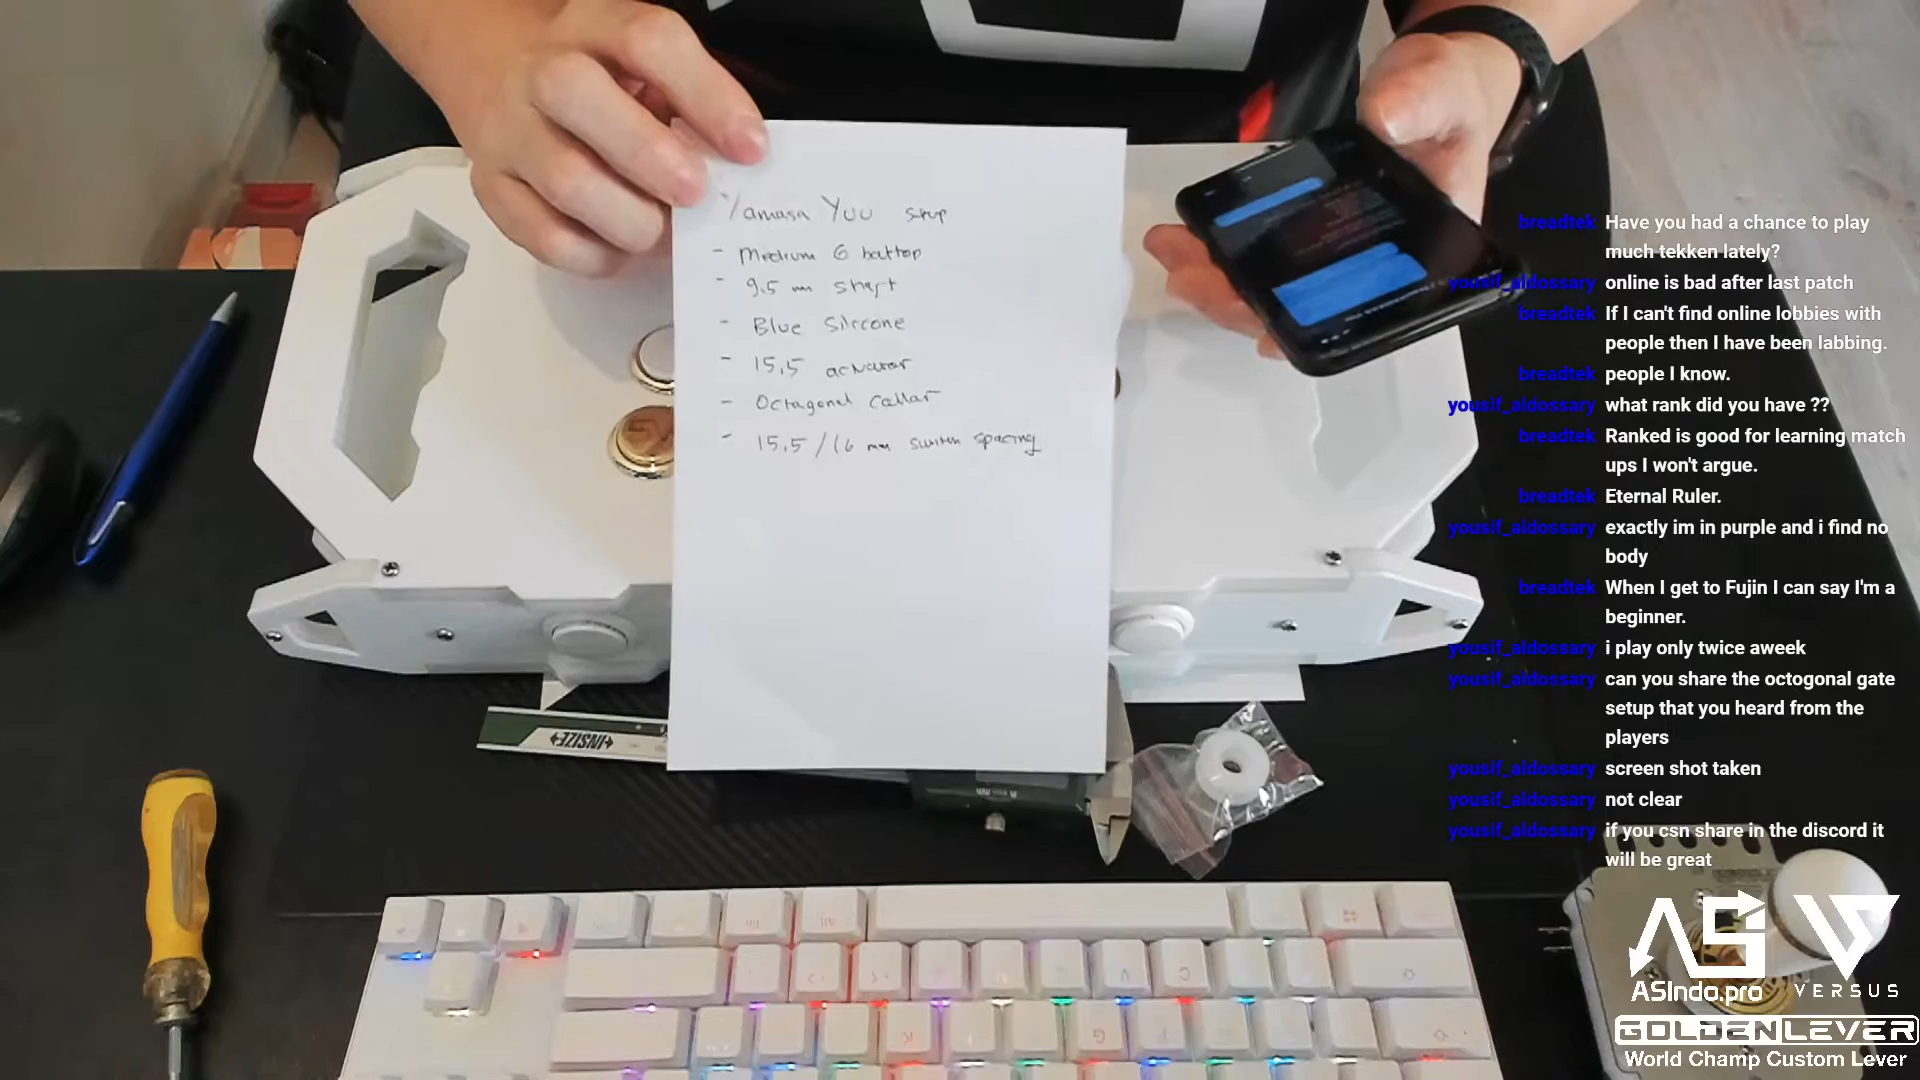 Yamasa Yuu setup
- Medium G battop
- 9.5 mm shaft
- Blue Silicone
- 15,5 actuator
- Octagonal Collar
- 15,5/16 mm switch spacing
INSIZE
breadtek Have you had a chance to play
much tekken lately?
yousif_aldossary online is bad after last patch
breadtek If I can't find online lobbies with
people then I have been labbing.
breadtek people I know.
yousif_aldossary what rank did you have ??
breadtek Ranked is good for learning match
ups I won't argue.
breadtek Eternal Ruler.
yousif_aldossary exactly im in purple and i find no
body
breadtek When I get to Fujin I can say I'm a
beginner.
yousif_aldossary i play only twice aweek
yousif_aldossary can you share the octogonal gate
setup that you heard from the
players
yousif_aldossary screen shot taken
yousif_aldossary not clear
yousif_aldossary if you csn share in the discord it
will be great
AS
ASIndo.pro VERSUS
GOLDENLEVER
World Champ Custom Lever